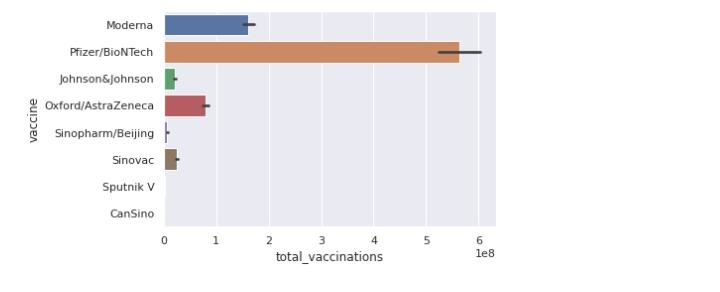 Moderna
Pfizer/BioNTech
Johnson&Johnson
Oxford/AstraZeneca
Sinopharm/Beijing
Sinovac
Sputnik V
CanSino
vaccine
0 1 2 3 4 5 6
1e8
total_vaccinations